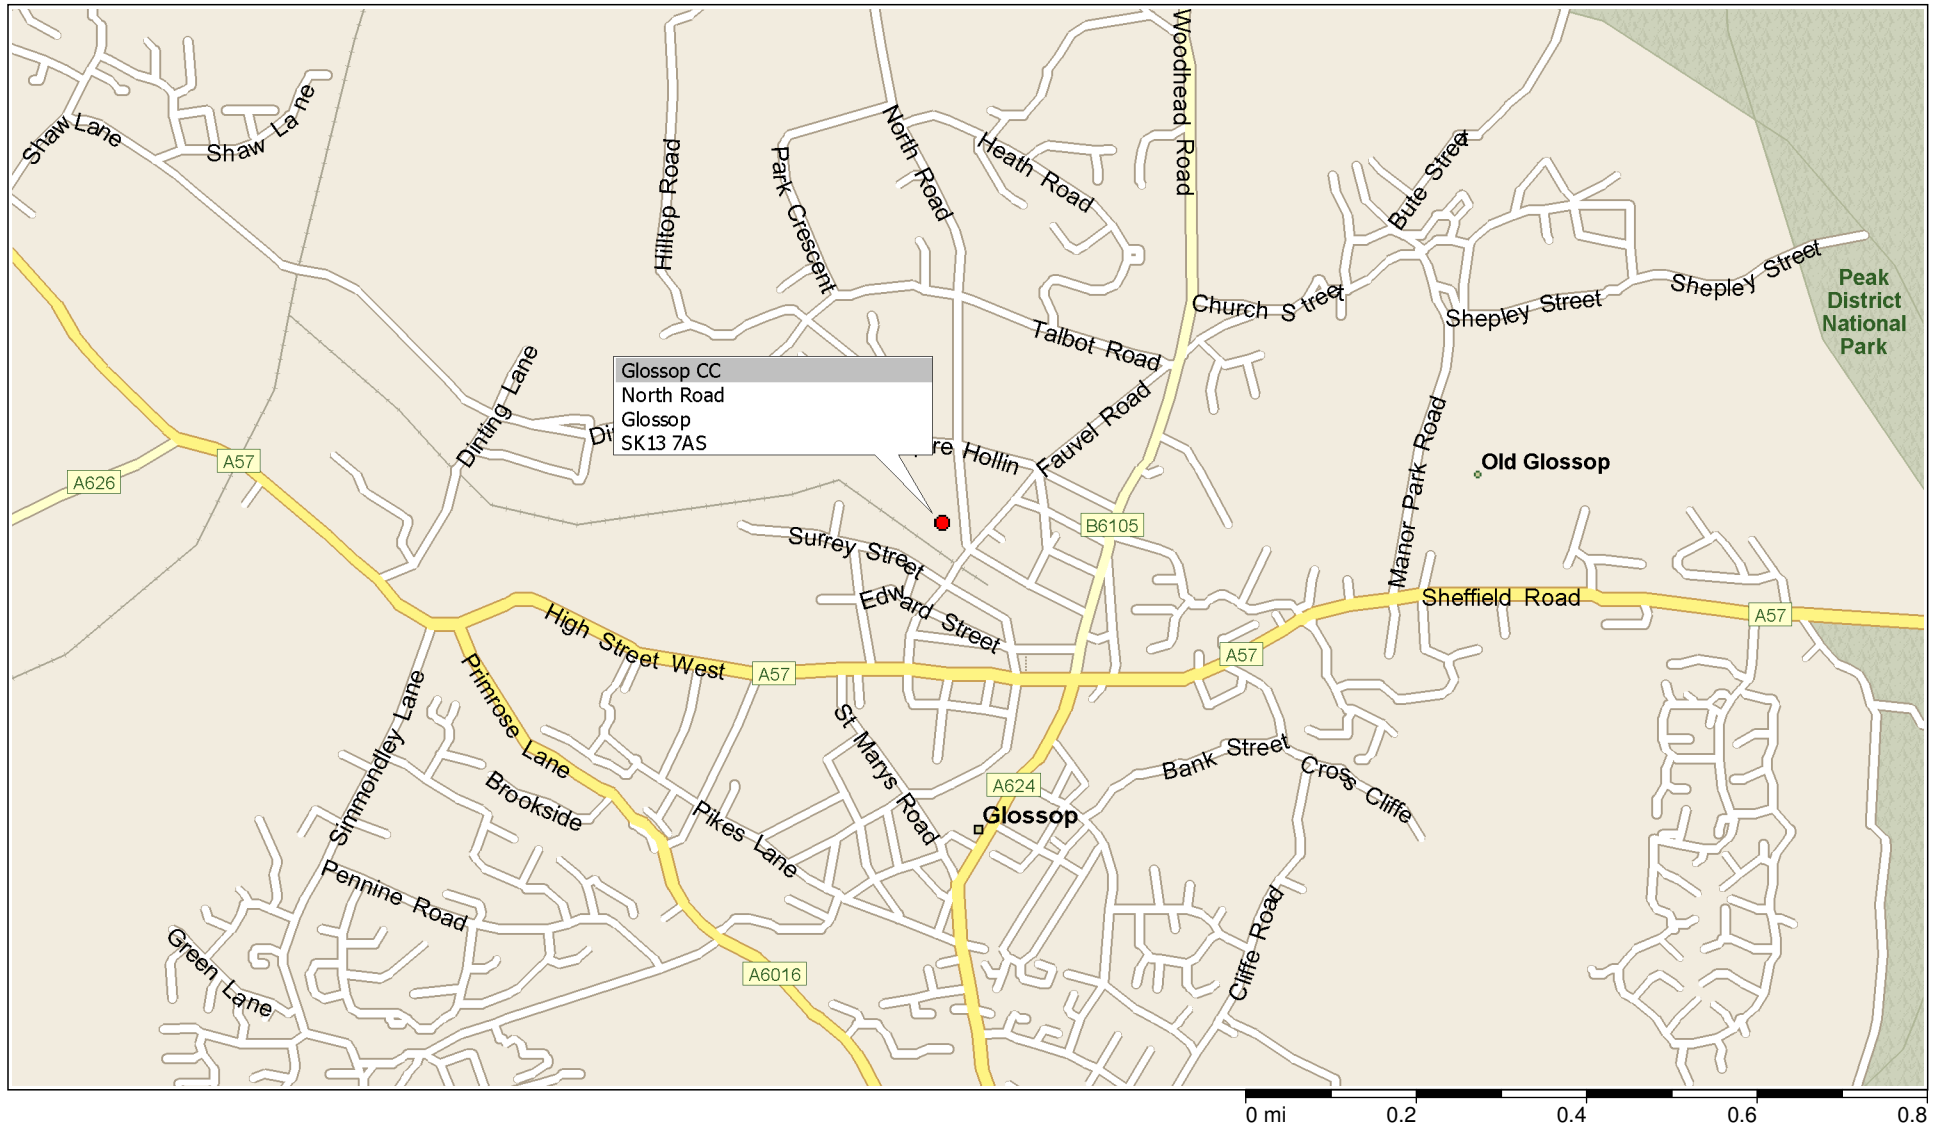 Woodhead Road
Shaw Lane
Shaw La ne
Hilltop Road
Park Crescent
North Road
Heath Road
Bute Street
Church S treet
Shepley Street
Shepley Street
Peak
District
National
Park
Talbot Road
Dinting Lane
Glossop CC
North Road
Glossop
SK13 7AS
Hollin
Fauvel Road
Manor Park Road
Old Glossop
A57
A626
B6105
Surrey Street
Edward Street
Sheffield Road
A57
High Street West
A57
A57
Primrose Lane
Simmondley Lane
St Marys Road
Bank Street
Cross Cliffe
A624
Glossop
Brookside
Pikes Lane
Pennine Road
Cliffe Road
Green Lane
A6016
0 mi 0.2 0.4 0.6 0.8